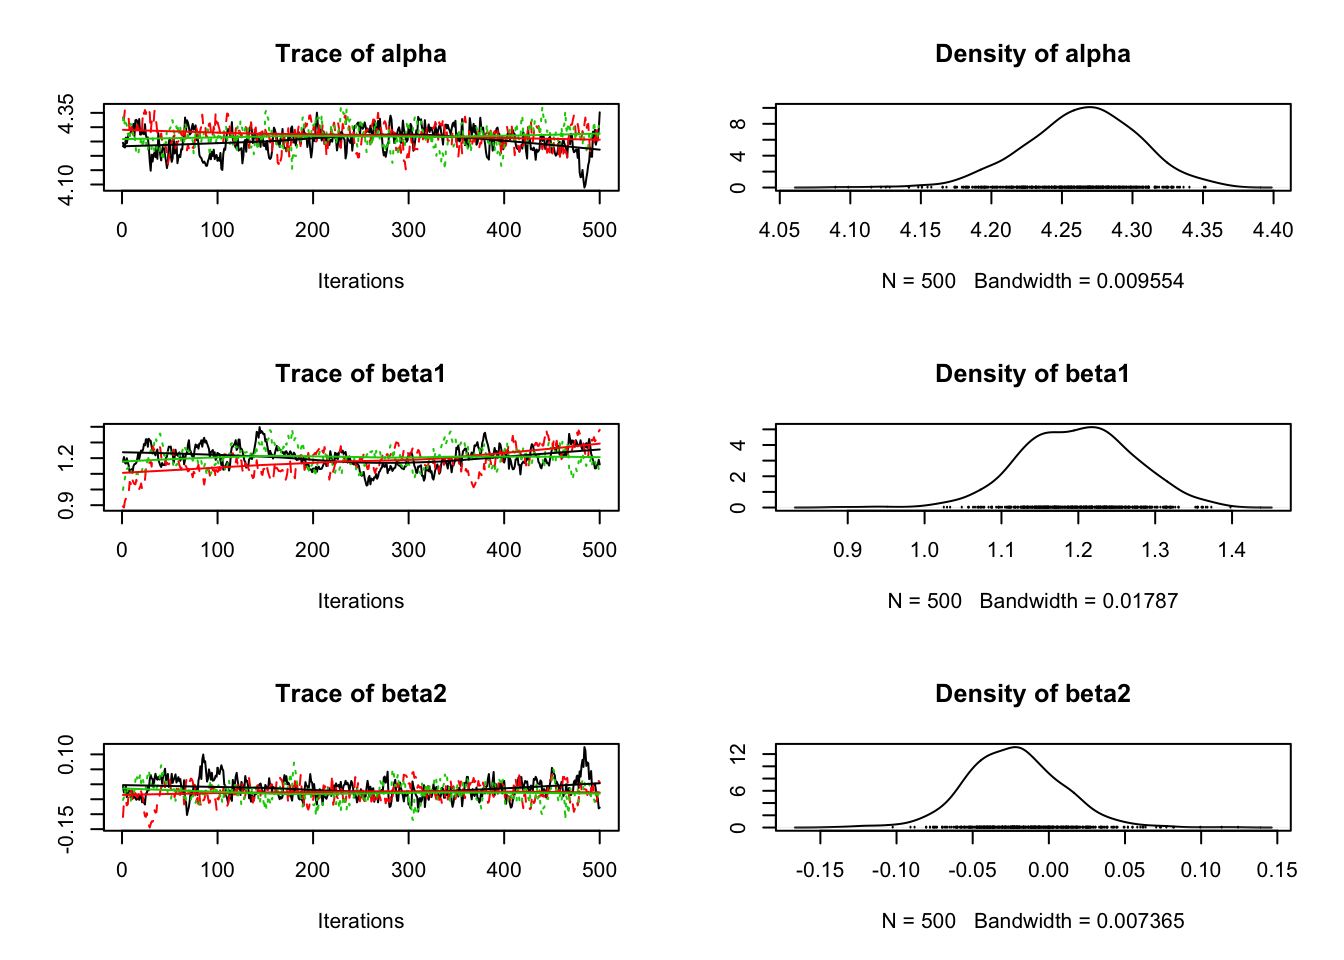 Trace of alpha
4.10 4.35
0 100 200 300 400 500
Iterations
Density of alpha
0 4 8
4.05 4.10 4.15 4.20 4.25 4.30 4.35 4.40
N = 500 Bandwidth = 0.009554
Trace of beta1
0.9 1.2
0 100 200 300 400 500
Iterations
Density of beta1
0 2 4
0.9 1.0 1.1 1.2 1.3 1.4
N = 500 Bandwidth = 0.01787
Trace of beta2
-0.15 0.10
0 100 200 300 400 500
Iterations
Density of beta2
0 6 12
-0.15 -0.10 -0.05 0.00 0.05 0.10 0.15
N = 500 Bandwidth = 0.007365